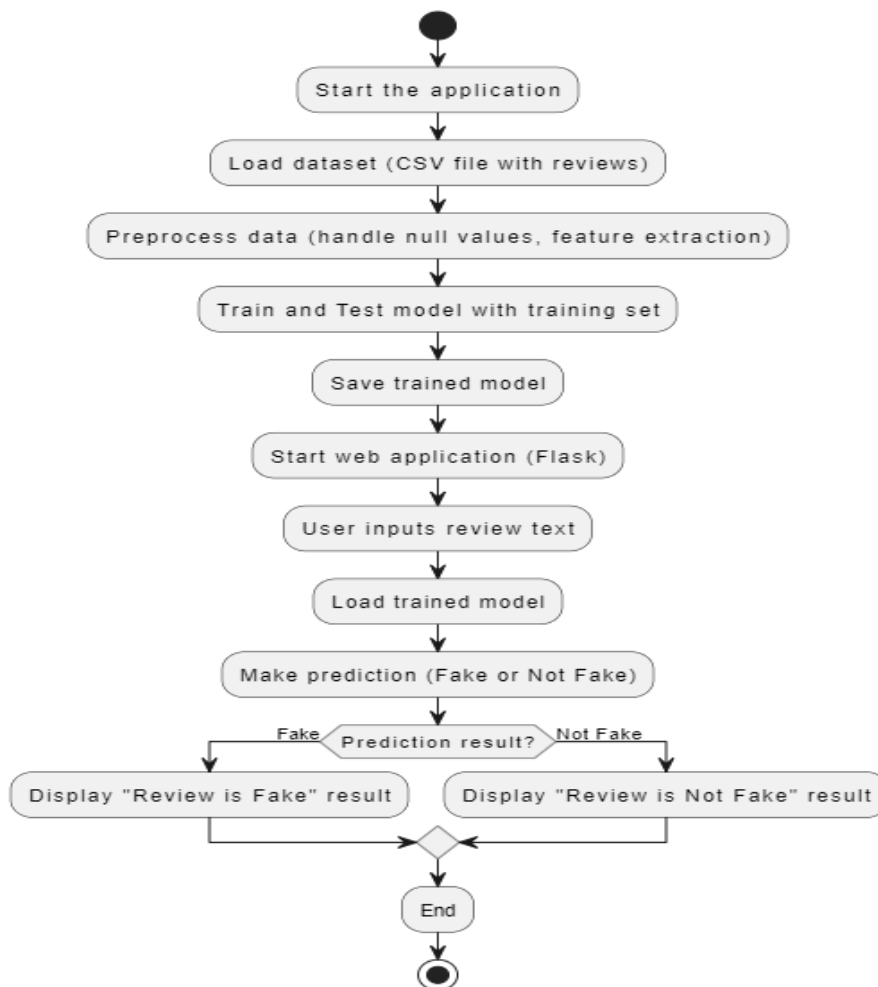 Start the application
Load dataset (CSV file with reviews)
Preprocess data (handle null values, feature extraction)
Train and Test model with training set
Save trained model
Start web application (Flask)
User inputs review text
Load trained model
Make prediction (Fake or Not Fake)
Fake
Prediction result?
Not Fake
Display "Review is Fake" result
Display "Review is Not Fake" result
End